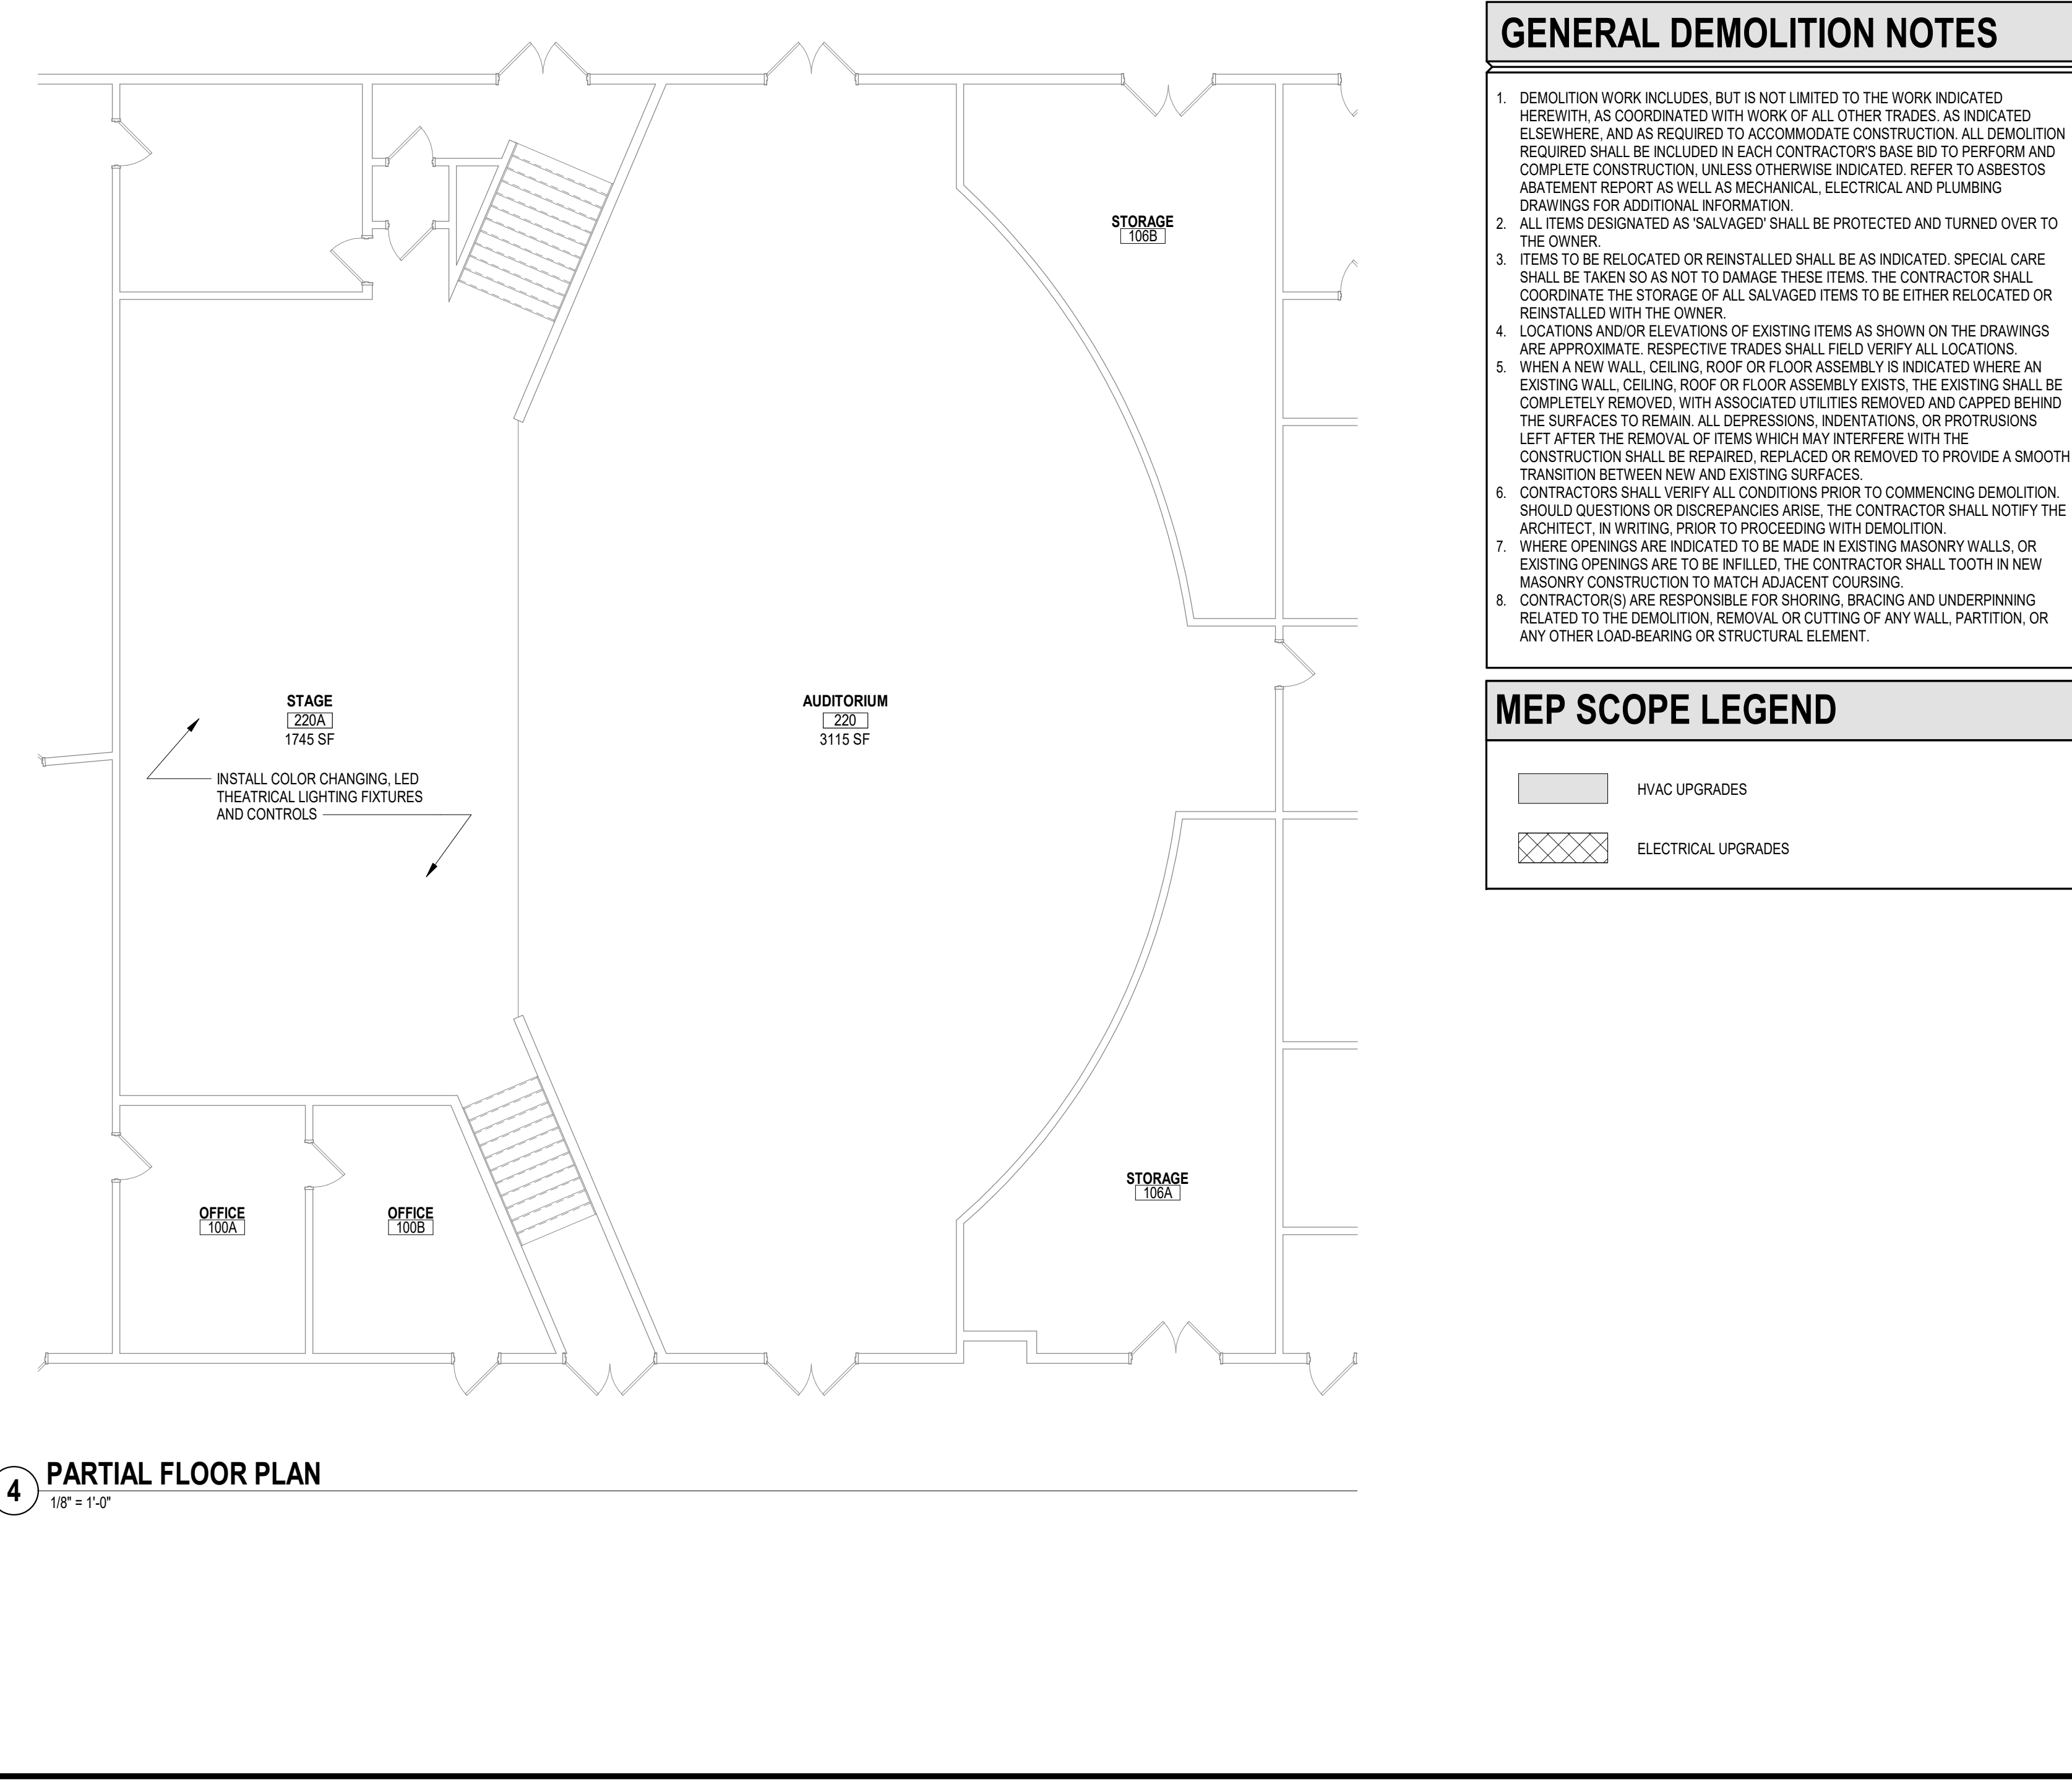 STORAGE
106B
STAGE
220A
1745 SF
AUDITORIUM
220
3115 SF
INSTALL COLOR CHANGING, LED
THEATRICAL LIGHTING FIXTURES
AND CONTROLS
STORAGE
106A
OFFICE
100A
OFFICE
100B
4
PARTIAL FLOOR PLAN
1/8" = 1'-0"
GENERAL DEMOLITION NOTES
1. DEMOLITION WORK INCLUDES, BUT IS NOT LIMITED TO THE WORK INDICATED
HEREWITH, AS COORDINATED WITH WORK OF ALL OTHER TRADES. AS INDICATED
ELSEWHERE, AND AS REQUIRED TO ACCOMMODATE CONSTRUCTION. ALL DEMOLITION
REQUIRED SHALL BE INCLUDED IN EACH CONTRACTOR'S BASE BID TO PERFORM AND
COMPLETE CONSTRUCTION, UNLESS OTHERWISE INDICATED. REFER TO ASBESTOS
ABATEMENT REPORT AS WELL AS MECHANICAL, ELECTRICAL AND PLUMBING
DRAWINGS FOR ADDITIONAL INFORMATION.
2. ALL ITEMS DESIGNATED AS 'SALVAGED' SHALL BE PROTECTED AND TURNED OVER TO
THE OWNER.
3. ITEMS TO BE RELOCATED OR REINSTALLED SHALL BE AS INDICATED. SPECIAL CARE
SHALL BE TAKEN SO AS NOT TO DAMAGE THESE ITEMS. THE CONTRACTOR SHALL
COORDINATE THE STORAGE OF ALL SALVAGED ITEMS TO BE EITHER RELOCATED OR
REINSTALLED WITH THE OWNER.
4. LOCATIONS AND/OR ELEVATIONS OF EXISTING ITEMS AS SHOWN ON THE DRAWINGS
ARE APPROXIMATE. RESPECTIVE TRADES SHALL FIELD VERIFY ALL LOCATIONS.
5. WHEN A NEW WALL, CEILING, ROOF OR FLOOR ASSEMBLY IS INDICATED WHERE AN
EXISTING WALL, CEILING, ROOF OR FLOOR ASSEMBLY EXISTS, THE EXISTING SHALL BE
COMPLETELY REMOVED, WITH ASSOCIATED UTILITIES REMOVED AND CAPPED BEHIND
THE SURFACES TO REMAIN. ALL DEPRESSIONS, INDENTATIONS, OR PROTRUSIONS
LEFT AFTER THE REMOVAL OF ITEMS WHICH MAY INTERFERE WITH THE
CONSTRUCTION SHALL BE REPAIRED, REPLACED OR REMOVED TO PROVIDE A SMOOTH
TRANSITION BETWEEN NEW AND EXISTING SURFACES.
6. CONTRACTORS SHALL VERIFY ALL CONDITIONS PRIOR TO COMMENCING DEMOLITION.
SHOULD QUESTIONS OR DISCREPANCIES ARISE, THE CONTRACTOR SHALL NOTIFY THE
ARCHITECT, IN WRITING, PRIOR TO PROCEEDING WITH DEMOLITION.
7. WHERE OPENINGS ARE INDICATED TO BE MADE IN EXISTING MASONRY WALLS, OR
EXISTING OPENINGS ARE TO BE INFILLED, THE CONTRACTOR SHALL TOOTH IN NEW
MASONRY CONSTRUCTION TO MATCH ADJACENT COURSING.
8. CONTRACTOR(S) ARE RESPONSIBLE FOR SHORING, BRACING AND UNDERPINNING
RELATED TO THE DEMOLITION, REMOVAL OR CUTTING OF ANY WALL, PARTITION, OR
ANY OTHER LOAD-BEARING OR STRUCTURAL ELEMENT.
MEP SCOPE LEGEND
HVAC UPGRADES
ELECTRICAL UPGRADES